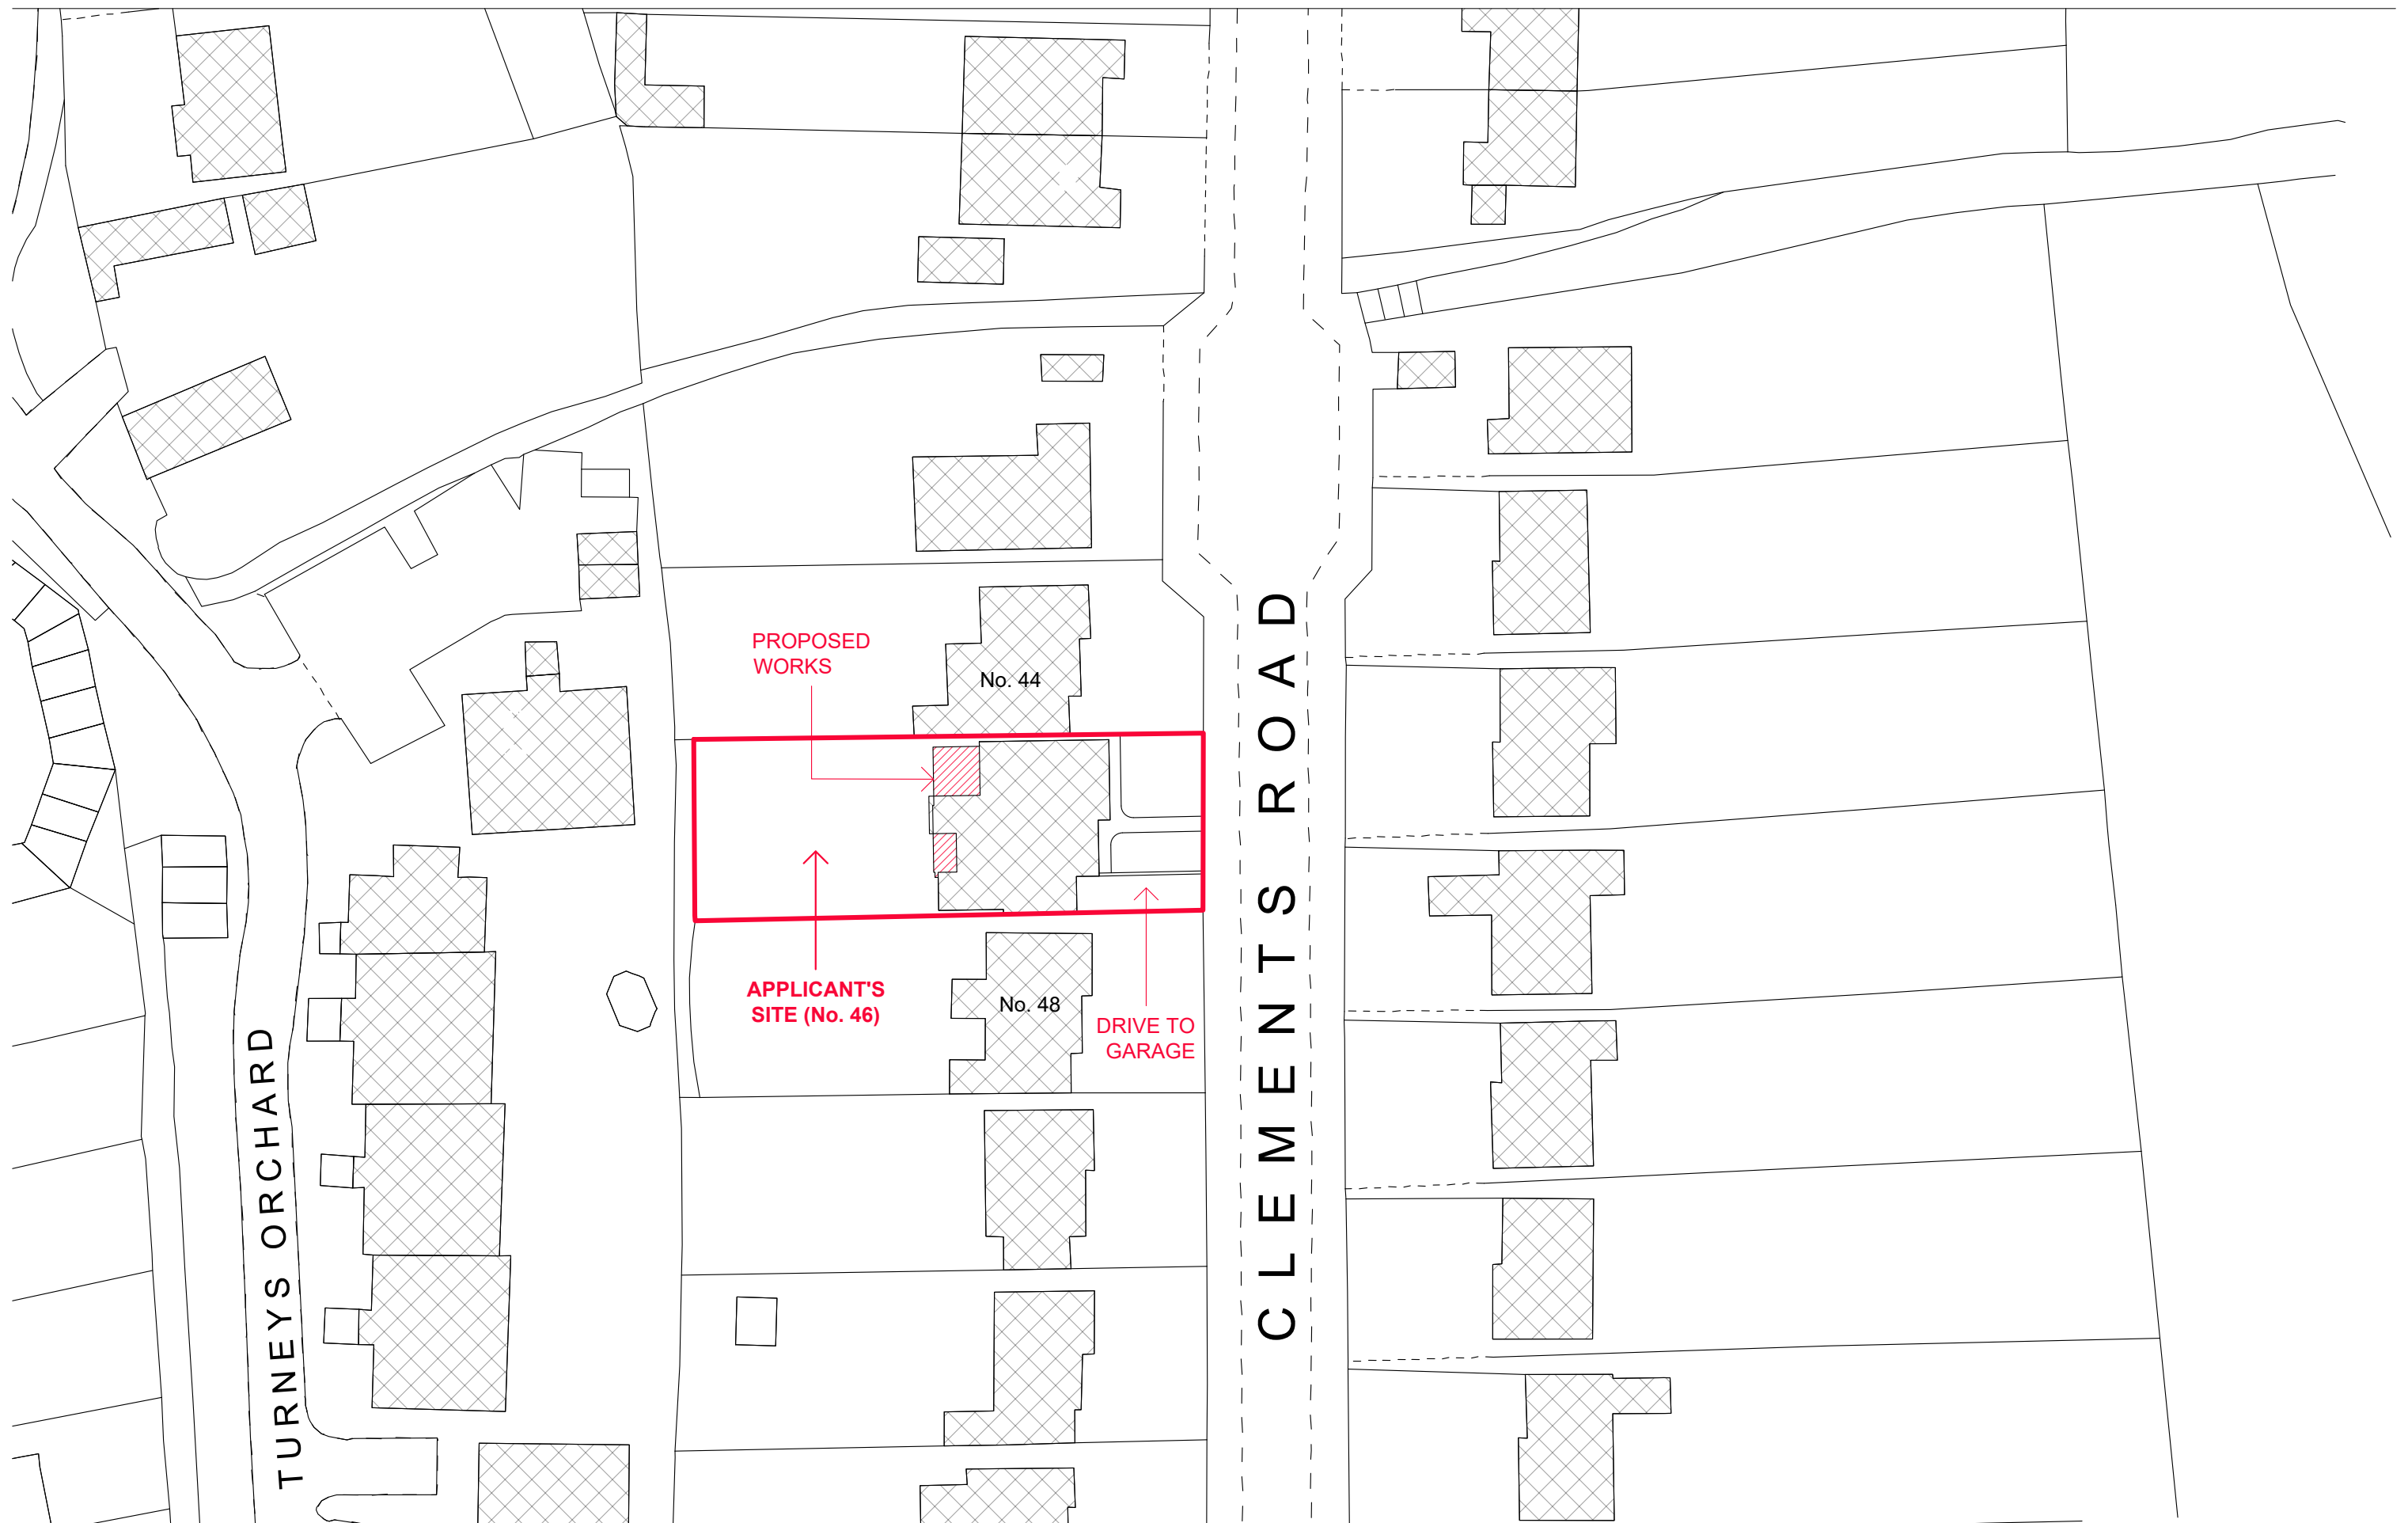 PROPOSED
WORKS
No. 44
APPLICANT'S
SITE (No. 46)
No. 48
DRIVE TO
GARAGE
CLEMENTS ROAD
TURNEYS ORCHARD